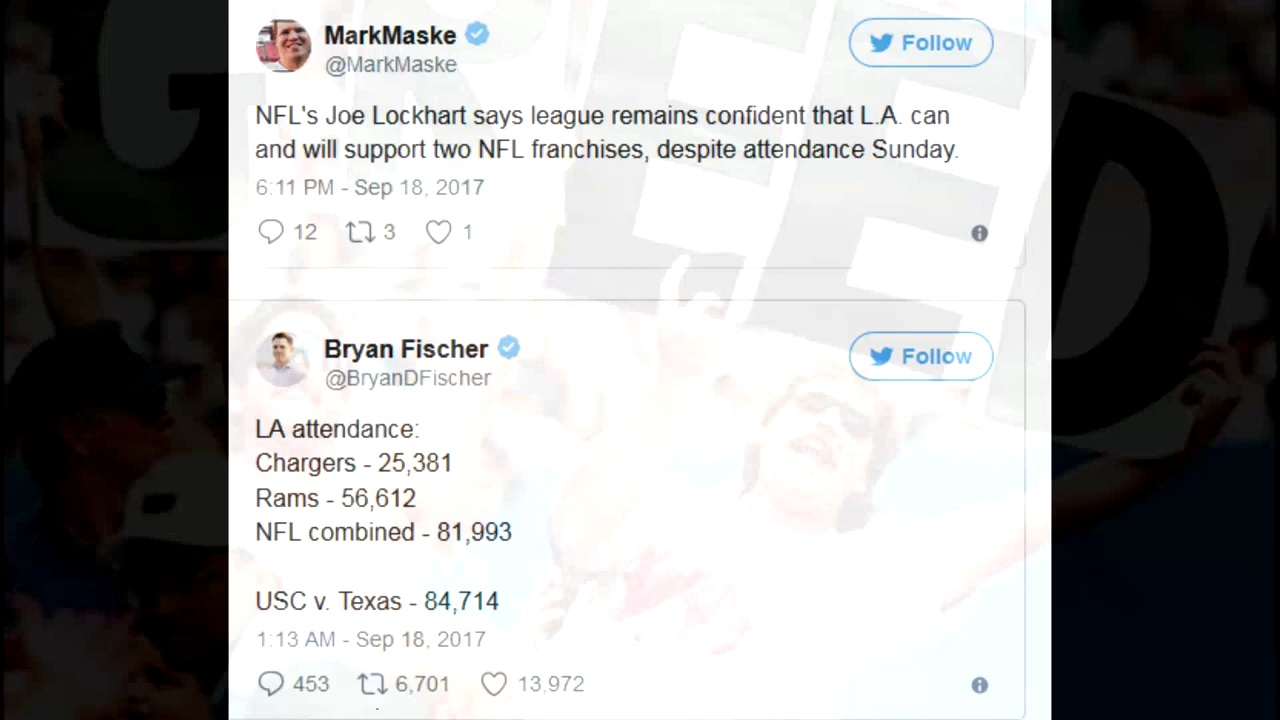 MarkMaske
Follow
@MarkMaske
NFL's Joe Lockhart says league remains confident that L.A. can
and will support two NFL franchises, despite attendance Sunday.
6:11 PM - Sep 18, 2017
12 3 1
Bryan Fischer
Follow
@BryanDFischer
LA attendance:
Chargers - 25,381
Rams - 56,612
NFL combined - 81,993
USC v. Texas - 84,714
1:13 AM - Sep 18, 2017
453 6,701 13,972
GREED